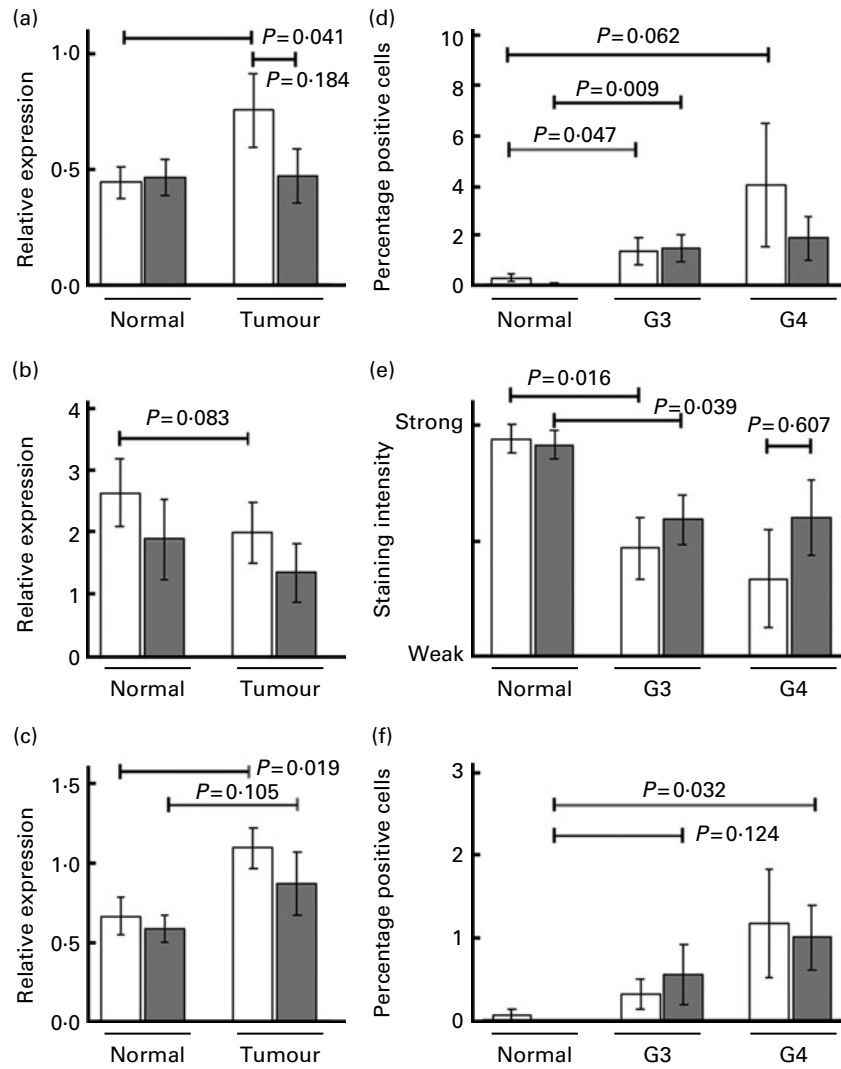 (a)
1·0
0·5
0·0
Relative expression
P=0·041
P=0·184
Normal
Tumour
(b)
4
3
2
1
0
Relative expression
P=0·083
Normal
Tumour
(c)
1·5
1·0
0·5
0·0
Relative expression
P=0·019
P=0·105
Normal
Tumour
(d)
10
8
6
4
2
0
Percentage positive cells
P=0·062
P=0·009
P=0·047
Normal
G3
G4
(e)
Strong
Weak
Staining intensity
P=0·016
P=0·039
P=0·607
Normal
G3
G4
(f)
3
2
1
0
Percentage positive cells
P=0·032
P=0·124
Normal
G3
G4